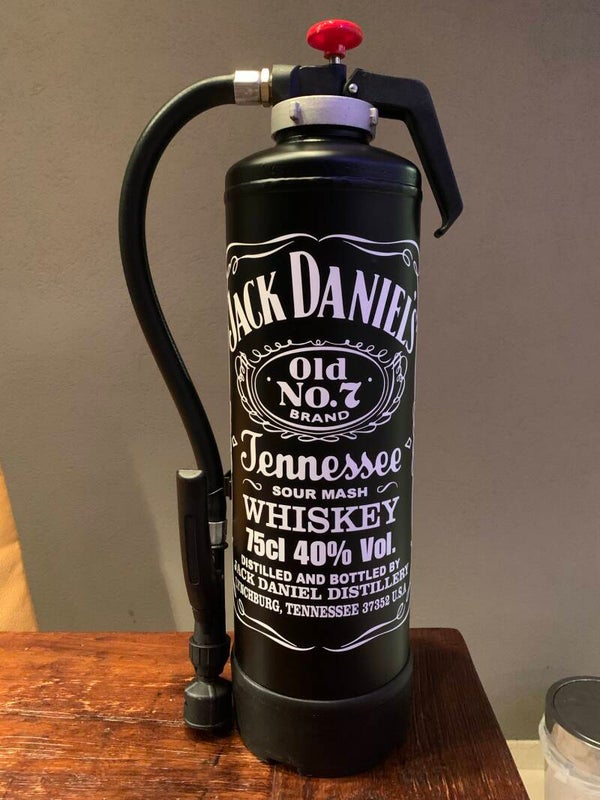 JACK DANIEL'S
Old
No.7
BRAND
Tennessee
SOUR MASH
WHISKEY
75cl 40% Vol.
DISTILLED AND BOTTLED BY
JACK DANIEL DISTILLERY
LYNCHBURG, TENNESSEE 37352 U.S.A